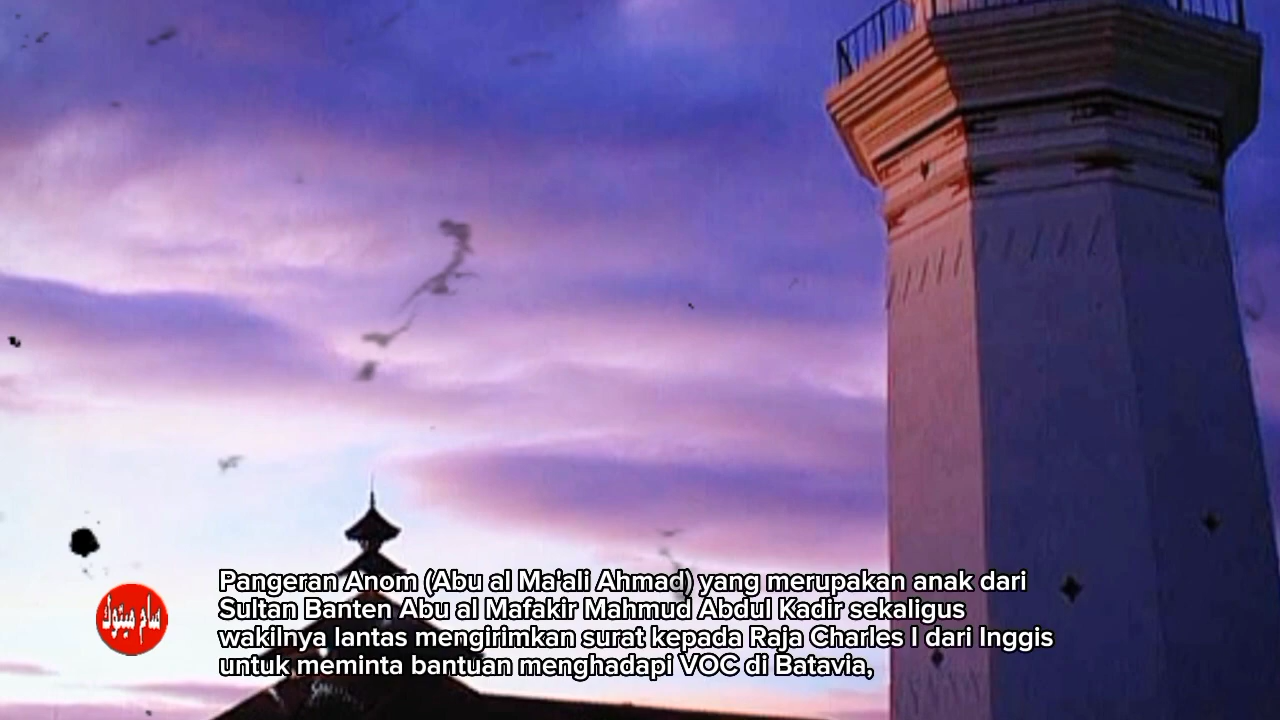 Pangeran Anom (Abu al Ma'ali Ahmad) yang merupakan anak dari
Sultan Banten Abu al Mafakir Mahmud Abdul Kadir sekaligus
wakilnya lantas mengirimkan surat kepada Raja Charles I dari Inggis
untuk meminta bantuan menghadapi VOC di Batavia,